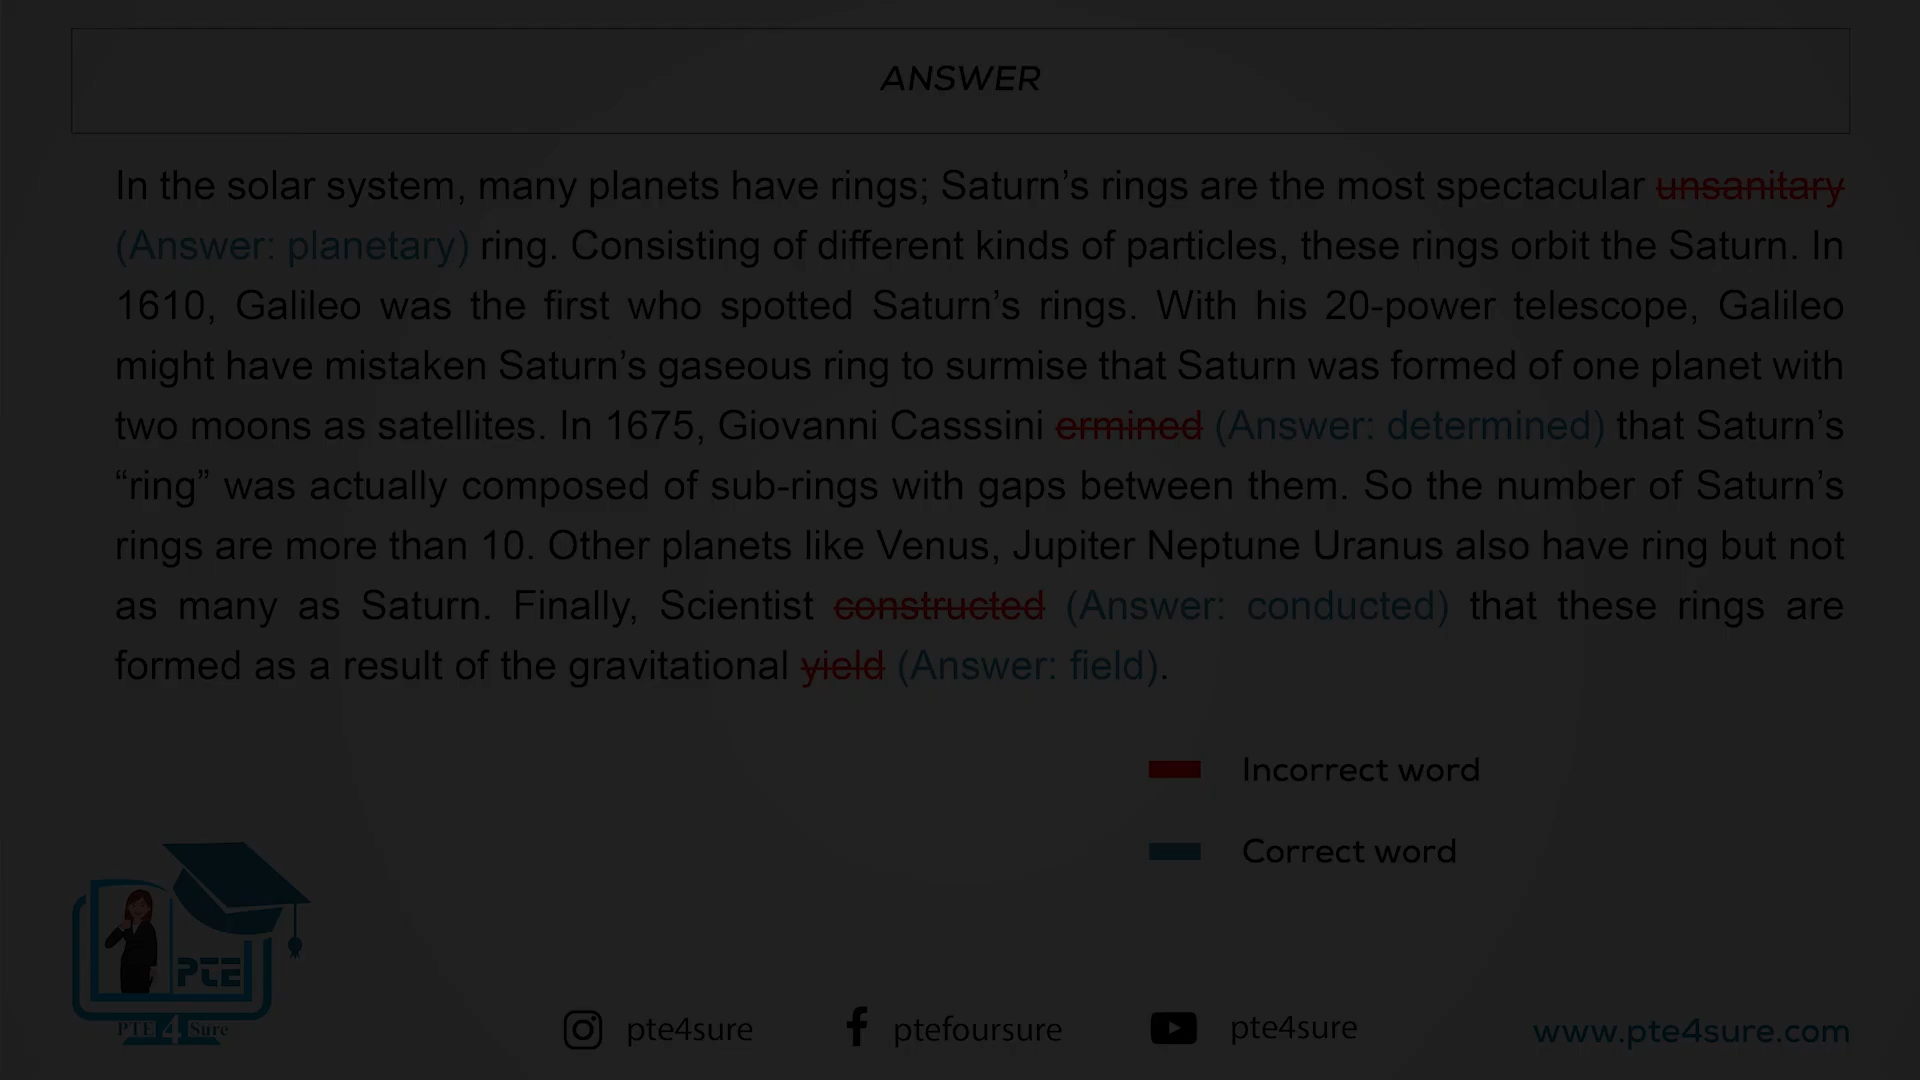 ANSWER
In the solar system, many planets have rings; Saturn’s rings are the most spectacular unsanitary
(Answer: planetary) ring. Consisting of different kinds of particles, these rings orbit the Saturn. In
1610, Galileo was the first who spotted Saturn’s rings. With his 20-power telescope, Galileo
might have mistaken Saturn’s gaseous ring to surmise that Saturn was formed of one planet with
two moons as satellites. In 1675, Giovanni Casssini ermined (Answer: determined) that Saturn’s
“ring” was actually composed of sub-rings with gaps between them. So the number of Saturn’s
rings are more than 10. Other planets like Venus, Jupiter Neptune Uranus also have ring but not
as many as Saturn. Finally, Scientist constructed (Answer: conducted) that these rings are
formed as a result of the gravitational yield (Answer: field).
Incorrect word
Correct word
PTE
PTE 4 Sure
pte4sure
ptefoursure
pte4sure
www.pte4sure.com